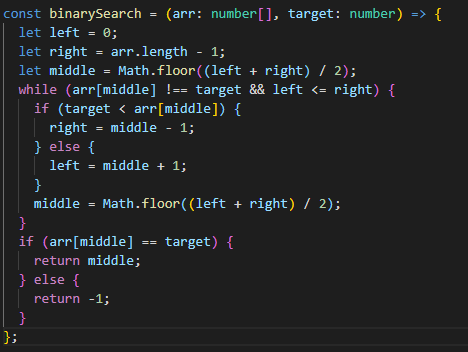 const binarySearch = (arr: number[], target: number) => {
  let left = 0;
  let right = arr.length - 1;
  let middle = Math.floor((left + right) / 2);
  while (arr[middle] !== target && left <= right) {
    if (target < arr[middle]) {
      right = middle - 1;
    } else {
      left = middle + 1;
    }
    middle = Math.floor((left + right) / 2);
  }
  if (arr[middle] == target) {
    return middle;
  } else {
    return -1;
  }
};